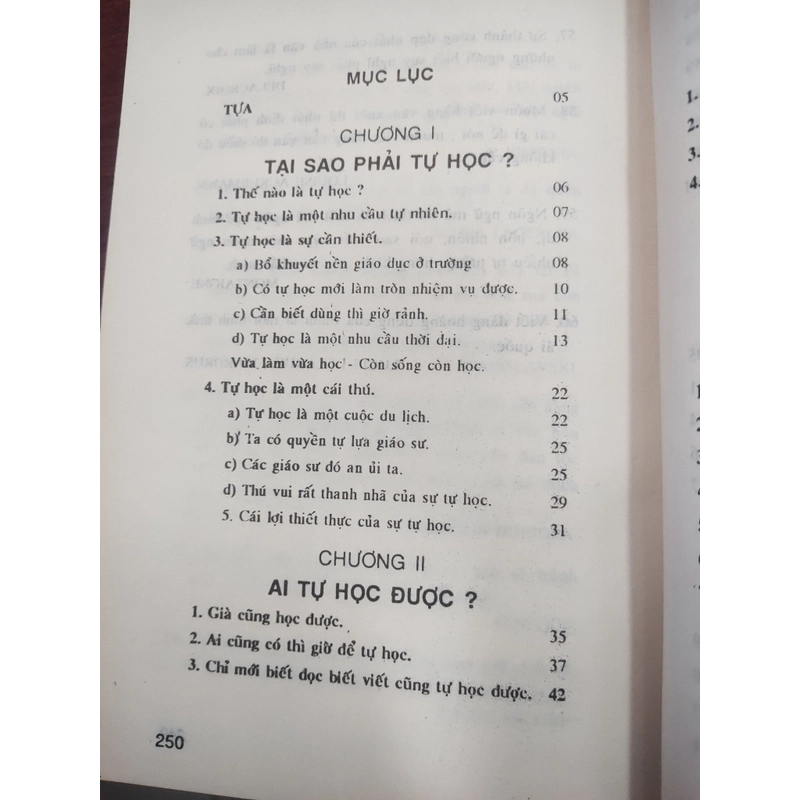 MỤC LỤC
TỰA 05
CHƯƠNG I
TẠI SAO PHẢI TỰ HỌC ?
1. Thế nào là tự học ? 06
2. Tự học là một nhu cầu tự nhiên. 07
3. Tự học là sự cần thiết. 08
a) Bổ khuyết nền giáo dục ở trường 08
b) Có tự học mới làm tròn nhiệm vụ được. 10
c) Cần biết dùng thì giờ rảnh. 11
d) Tự học là một nhu cầu thời đại. 13
Vừa làm vừa học - Còn sống còn học.
4. Tự học là một cái thú. 22
a) Tự học là một cuộc du lịch. 22
b) Ta có quyền tự lựa giáo sư. 25
c) Các giáo sư đó an ủi ta. 25
d) Thú vui rất thanh nhã của sự tự học. 29
5. Cái lợi thiết thực của sự tự học. 31
CHƯƠNG II
AI TỰ HỌC ĐƯỢC ?
1. Già cũng học được. 35
2. Ai cũng có thì giờ để tự học. 37
3. Chỉ mới biết đọc biết viết cũng tự học được. 42
250
1-
2-
3-
4.